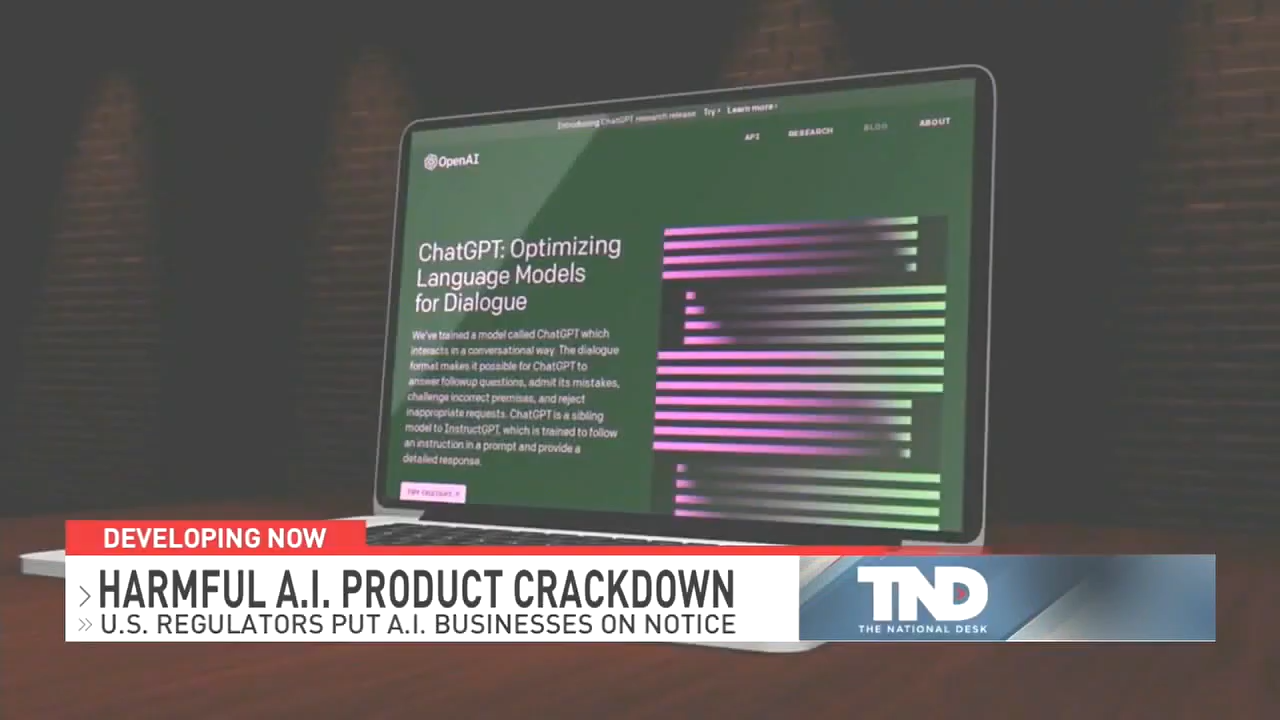 Introducing ChatGPT research release Try › Learn more ›
API RESEARCH BLOG ABOUT
OpenAI
ChatGPT: Optimizing
Language Models
for Dialogue
We've trained a model called ChatGPT which
interacts in a conversational way. The dialogue
format makes it possible for ChatGPT to
answer followup questions, admit its mistakes,
challenge incorrect premises, and reject
inappropriate requests. ChatGPT is a sibling
model to InstructGPT, which is trained to follow
an instruction in a prompt and provide a
detailed response.
TRY CHATGPT ↗
DEVELOPING NOW
HARMFUL A.I. PRODUCT CRACKDOWN
U.S. REGULATORS PUT A.I. BUSINESSES ON NOTICE
TND
THE NATIONAL DESK